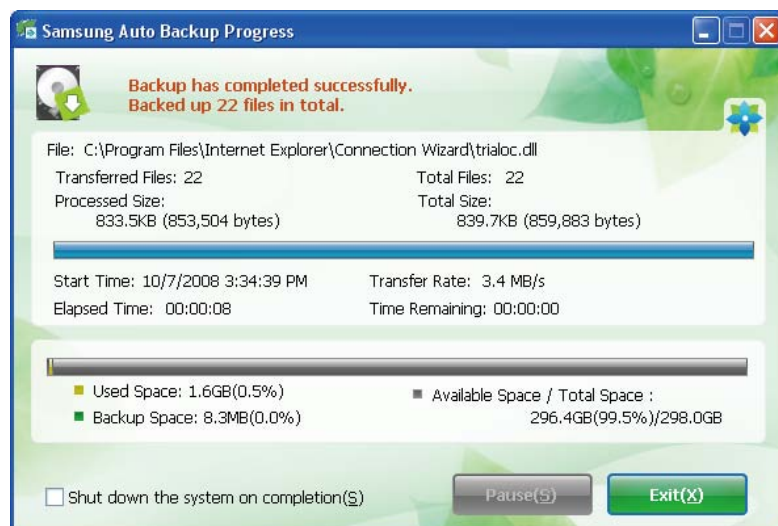 Samsung Auto Backup Progress
Backup has completed successfully.
Backed up 22 files in total.
File: C:\Program Files\Internet Explorer\Connection Wizard\trialoc.dll
Transferred Files: 22
Total Files: 22
Processed Size:
833.5KB (853,504 bytes)
Total Size:
839.7KB (859,883 bytes)
Start Time: 10/7/2008 3:34:39 PM
Transfer Rate: 3.4 MB/s
Elapsed Time: 00:00:08
Time Remaining: 00:00:00
Used Space: 1.6GB(0.5%)
Backup Space: 8.3MB(0.0%)
Available Space / Total Space :
296.4GB(99.5%)/298.0GB
Shut down the system on completion(S)
Pause(S)
Exit(X)